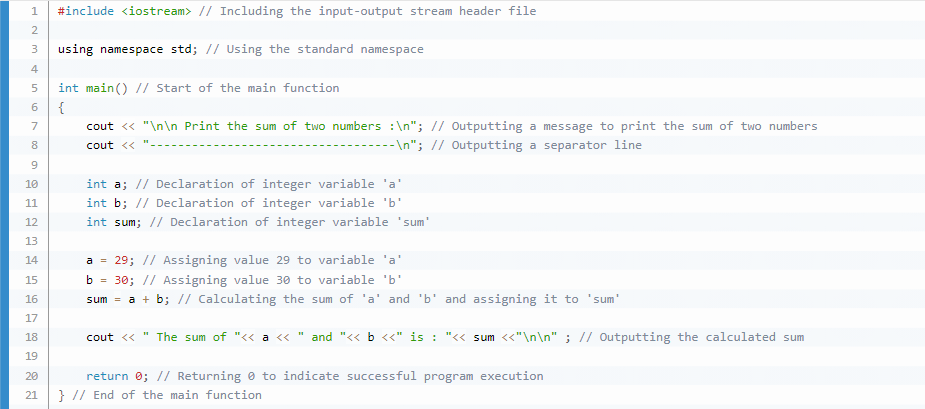 1 #include <iostream> // Including the input-output stream header file
2
3 using namespace std; // Using the standard namespace
4
5 int main() // Start of the main function
6 {
7     cout << "\n\n Print the sum of two numbers :\n"; // Outputting a message to print the sum of two numbers
8     cout << "-----------------------------------\n"; // Outputting a separator line
9
10     int a; // Declaration of integer variable 'a'
11     int b; // Declaration of integer variable 'b'
12     int sum; // Declaration of integer variable 'sum'
13
14     a = 29; // Assigning value 29 to variable 'a'
15     b = 30; // Assigning value 30 to variable 'b'
16     sum = a + b; // Calculating the sum of 'a' and 'b' and assigning it to 'sum'
17
18     cout << " The sum of "<< a << " and "<< b <<" is : "<< sum <<"\n\n" ; // Outputting the calculated sum
19
20     return 0; // Returning 0 to indicate successful program execution
21 } // End of the main function